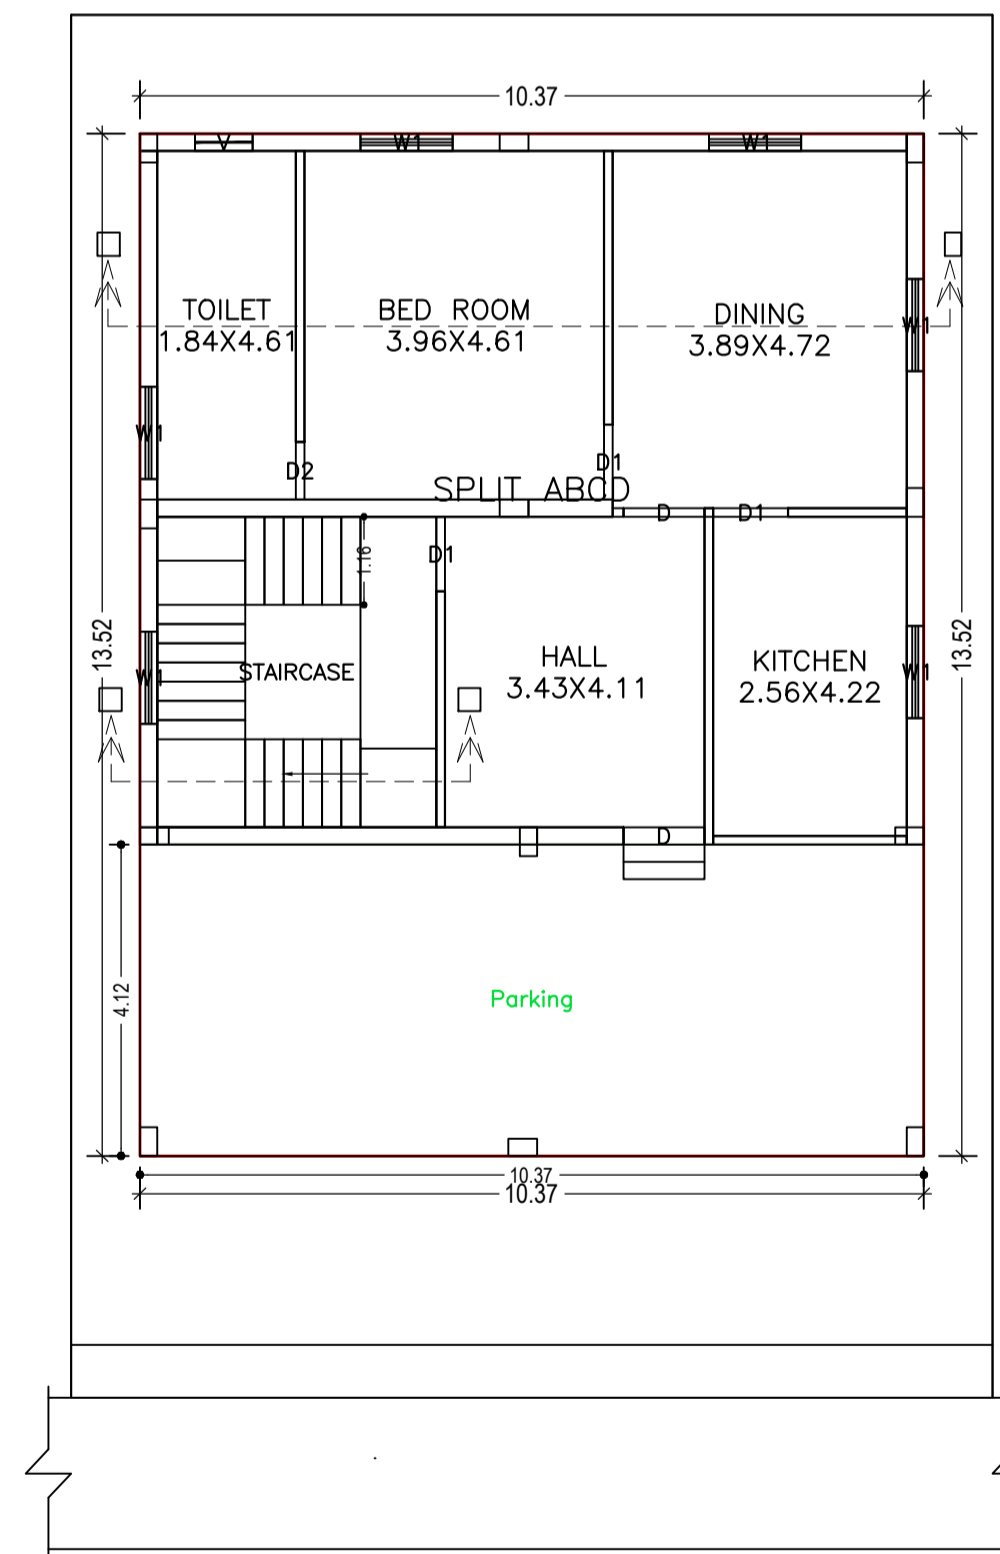 10.37
V
W1
W1
TOILET
1.84X4.61
BED ROOM
3.96X4.61
DINING
3.89X4.72
W1
W1
D2
D1
SPLIT ABCD
D
D1
1.16
D1
13.52
13.52
STAIRCASE
HALL
3.43X4.11
KITCHEN
2.56X4.22
W1
W1
D
4.12
Parking
10.37
10.37